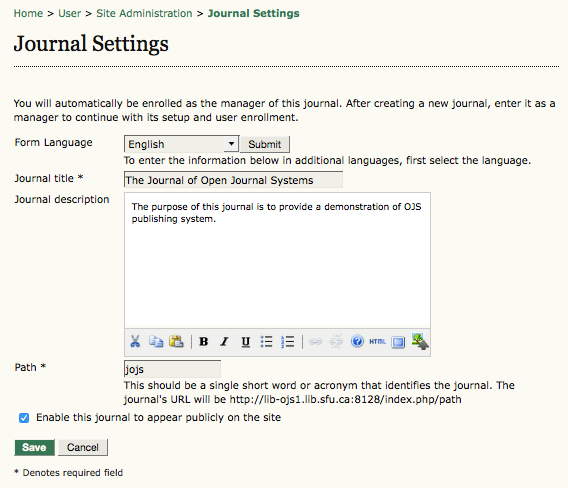 Home > User > Site Administration > Journal Settings
Journal Settings
You will automatically be enrolled as the manager of this journal. After creating a new journal, enter it as a
manager to continue with its setup and user enrollment.
Form Language English Submit
To enter the information below in additional languages, first select the language.
Journal title * The Journal of Open Journal Systems
Journal description The purpose of this journal is to provide a demonstration of OJS
publishing system.
B I U HTML
Path * jojs
This should be a single short word or acronym that identifies the journal. The
journal's URL will be http://lib-ojs1.lib.sfu.ca:8128/index.php/path
Enable this journal to appear publicly on the site
Save Cancel
* Denotes required field